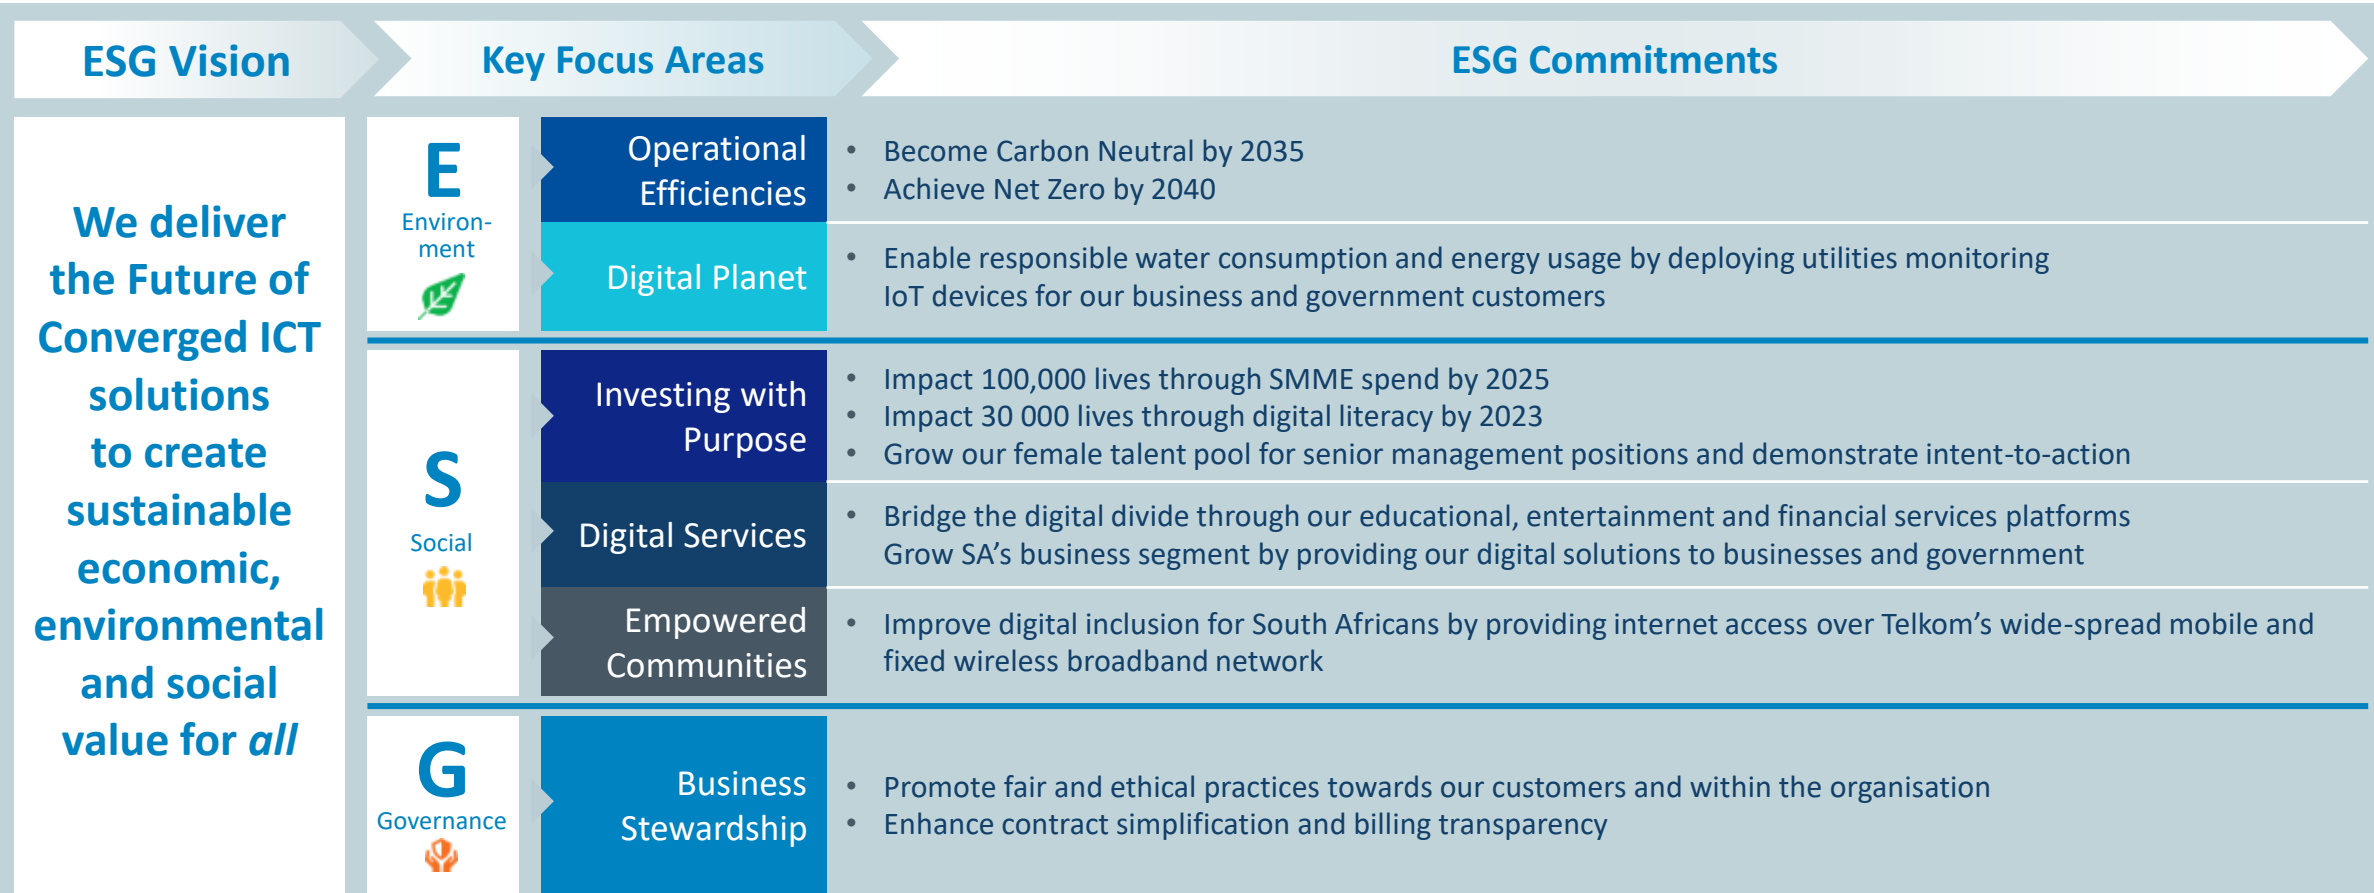 ESG Vision
Key Focus Areas
ESG Commitments
We deliver
the Future of
Converged ICT
solutions
to create
sustainable
economic,
environmental
and social
value for all
E
Environ-
ment
Operational
Efficiencies
• Become Carbon Neutral by 2035
• Achieve Net Zero by 2040
Digital Planet
• Enable responsible water consumption and energy usage by deploying utilities monitoring
IoT devices for our business and government customers
S
Social
Investing with
Purpose
• Impact 100,000 lives through SMME spend by 2025
• Impact 30 000 lives through digital literacy by 2023
• Grow our female talent pool for senior management positions and demonstrate intent-to-action
Digital Services
• Bridge the digital divide through our educational, entertainment and financial services platforms
Grow SA's business segment by providing our digital solutions to businesses and government
Empowered
Communities
• Improve digital inclusion for South Africans by providing internet access over Telkom's wide-spread mobile and
fixed wireless broadband network
G
Governance
Business
Stewardship
• Promote fair and ethical practices towards our customers and within the organisation
• Enhance contract simplification and billing transparency